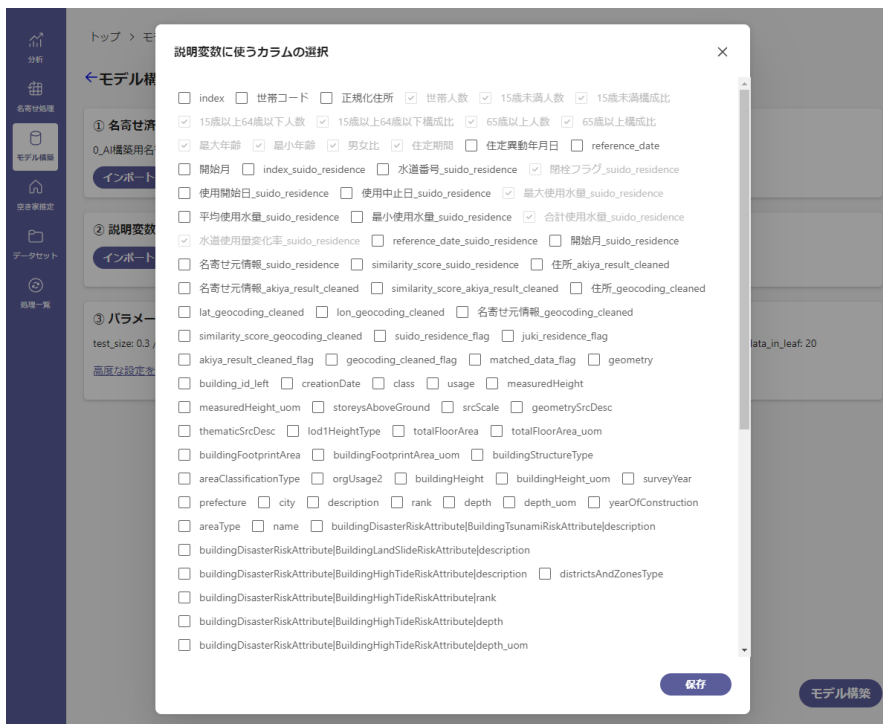 分析
名寄せ処理
モデル構築
空き家推定
データセット
処理一覧
トップ > モ
←モデル構
① 名寄せ済
0_AI構築用名
インポート
② 説明変数
インポート
③ パラメー
test_size: 0.3 /
data_in_leaf: 20
高度な設定を
説明変数に使うカラムの選択
index 世帯コード 正規化住所 世帯人数 15歳未満人数 15歳未満構成比
15歳以上64歳以下人数 15歳以上64歳以下構成比 65歳以上人数 65歳以上構成比
最大年齢 最小年齢 男女比 住定期間 住定異動年月日 reference_date
開始月 index_suido_residence 水道番号_suido_residence 閉栓フラグ_suido_residence
使用開始日_suido_residence 使用中止日_suido_residence 最大使用水量_suido_residence
平均使用水量_suido_residence 最小使用水量_suido_residence 合計使用水量_suido_residence
水道使用量変化率_suido_residence reference_date_suido_residence 開始月_suido_residence
名寄せ元情報_suido_residence similarity_score_suido_residence 住所_akiya_result_cleaned
名寄せ元情報_akiya_result_cleaned similarity_score_akiya_result_cleaned 住所_geocoding_cleaned
lat_geocoding_cleaned lon_geocoding_cleaned 名寄せ元情報_geocoding_cleaned
similarity_score_geocoding_cleaned suido_residence_flag juki_residence_flag
akiya_result_cleaned_flag geocoding_cleaned_flag matched_data_flag geometry
building_id_left creationDate class usage measuredHeight
measuredHeight_uom storeysAboveGround srcScale geometrySrcDesc
thematicSrcDesc lod1HeightType totalFloorArea totalFloorArea_uom
buildingFootprintArea buildingFootprintArea_uom buildingStructureType
areaClassificationType orgUsage2 buildingHeight buildingHeight_uom surveyYear
prefecture city description rank depth depth_uom yearOfConstruction
areaType name buildingDisasterRiskAttribute|BuildingTsunamiRiskAttribute|description
buildingDisasterRiskAttribute|BuildingLandSlideRiskAttribute|description
buildingDisasterRiskAttribute|BuildingHighTideRiskAttribute|description districtsAndZonesType
buildingDisasterRiskAttribute|BuildingHighTideRiskAttribute|rank
buildingDisasterRiskAttribute|BuildingHighTideRiskAttribute|depth
buildingDisasterRiskAttribute|BuildingHighTideRiskAttribute|depth_uom
保存
モデル構築